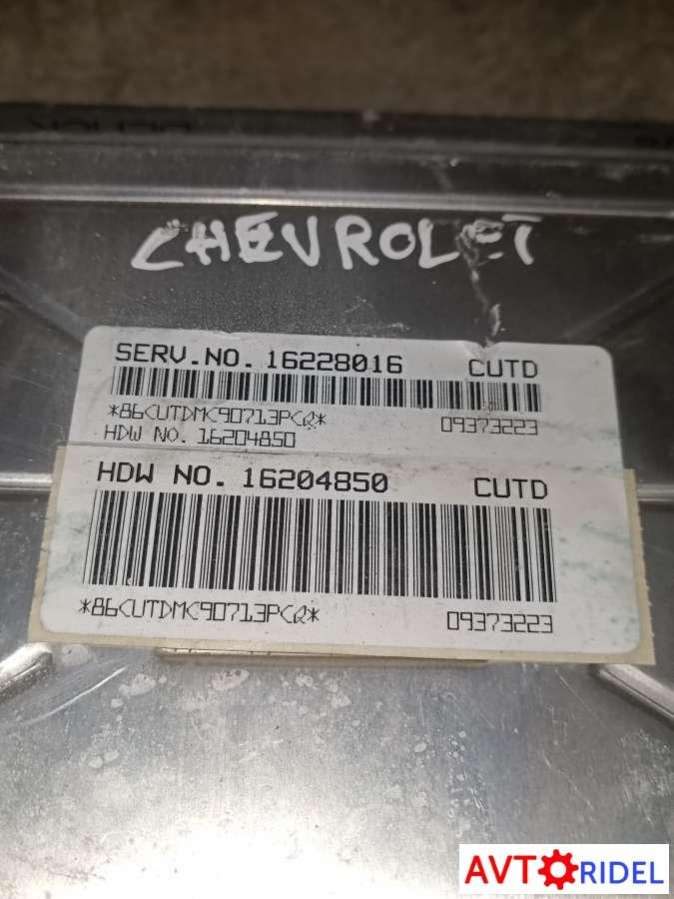 CHEVROLET
SERV.NO. 16228016 CUTD
*86CUTDMC90713PCQ* 09373223
HDW NO. 16204850
HDW NO. 16204850 CUTD
*86CUTDMC90713PCQ* 09373223
AVTORIDEL